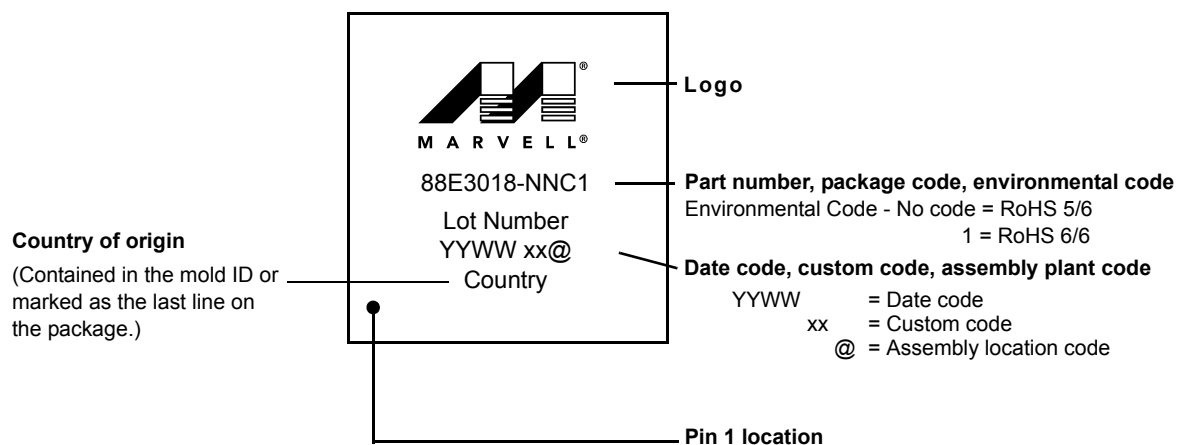 ®
MARVELL®
88E3018-NNC1
Lot Number
YYWW xx@
Country
Country of origin
(Contained in the mold ID or
marked as the last line on
the package.)
Logo
Part number, package code, environmental code
Environmental Code - No code = RoHS 5/6
1 = RoHS 6/6
Date code, custom code, assembly plant code
YYWW = Date code
xx = Custom code
@ = Assembly location code
Pin 1 location